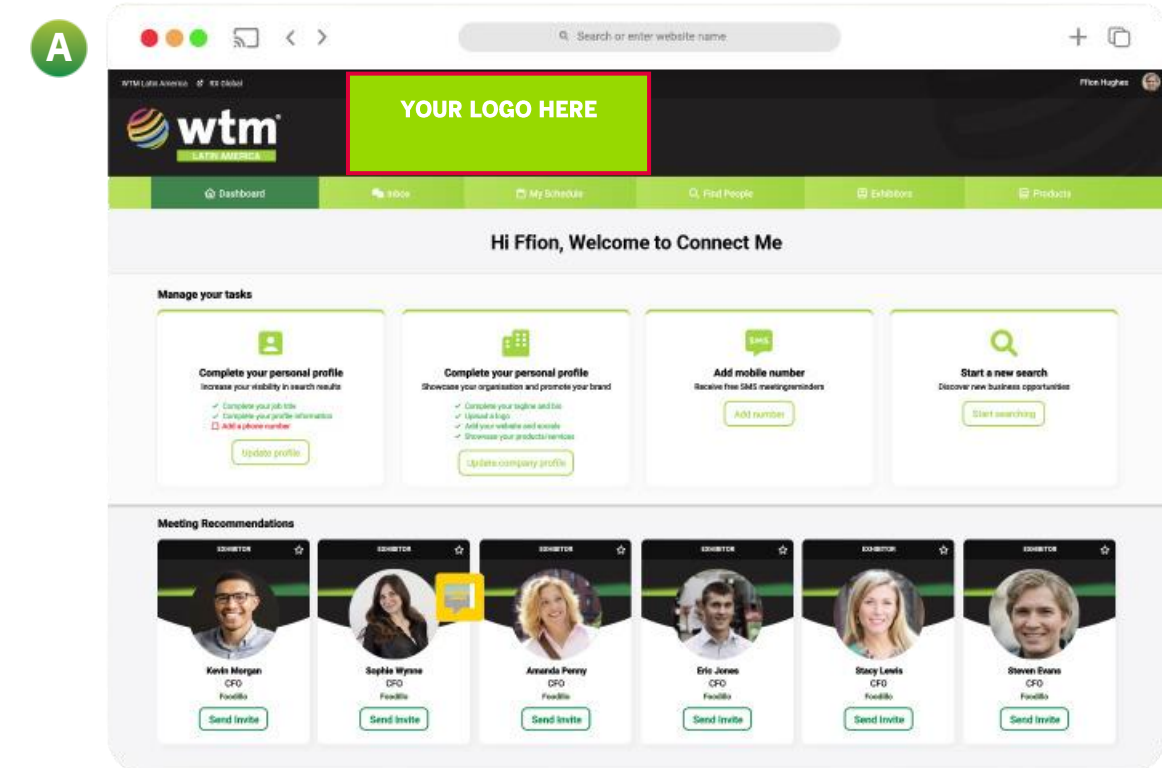 A
Search or enter website name
WTM Latin America RX Global
Ffion Hughes
YOUR LOGO HERE
wtm
LATIN AMERICA
Dashboard
Inbox
My Schedule
Find People
Exhibitors
Products
Hi Ffion, Welcome to Connect Me
Manage your tasks
Complete your personal profile
Increase your visibility in search results
Complete your job title
Complete your profile information
Add a phone number
Update profile
Complete your personal profile
Showcase your organisation and promote your brand
Complete your tagline and bio
Upload a logo
Add your website and socials
Showcase your products/services
Update company profile
SMS
Add mobile number
Receive free SMS meetingreminders
Add number
Start a new search
Discover new business opportunities
Start searching
Meeting Recommendations
EXHIBITOR
Kevin Morgan
CFO
Foodillo
Send Invite
EXHIBITOR
Sophie Wynne
CFO
Foodillo
Send Invite
EXHIBITOR
Amanda Penny
CFO
Foodillo
Send Invite
EXHIBITOR
Eric Jones
CFO
Foodillo
Send Invite
EXHIBITOR
Stacy Lewis
CFO
Foodillo
Send Invite
EXHIBITOR
Steven Evans
CFO
Foodillo
Send Invite